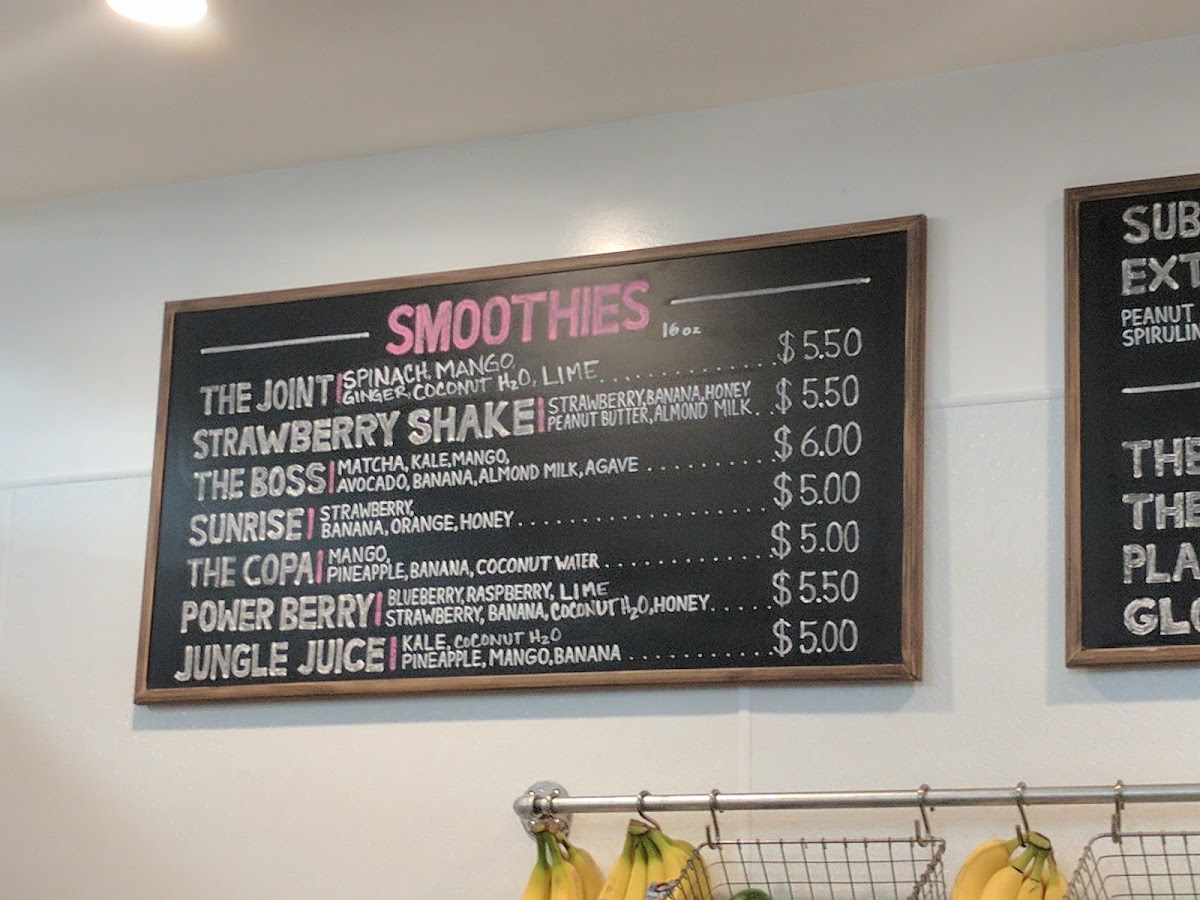 SMOOTHIES
16 oz
THE JOINT | SPINACH, MANGO,
GINGER, COCONUT H2O, LIME .......... $5.50
STRAWBERRY SHAKE | STRAWBERRY, BANANA, HONEY
PEANUT BUTTER, ALMOND MILK .. $5.50
THE BOSS | MATCHA, KALE, MANGO,
AVOCADO, BANANA, ALMOND MILK, AGAVE ......... $6.00
SUNRISE | STRAWBERRY,
BANANA, ORANGE, HONEY .................. $5.00
THE COPA | MANGO,
PINEAPPLE, BANANA, COCONUT WATER ............ $5.00
POWER BERRY | BLUEBERRY, RASPBERRY, LIME
STRAWBERRY, BANANA, COCONUT H2O, HONEY ..... $5.50
JUNGLE JUICE | KALE, COCONUT H2O
PINEAPPLE, MANGO, BANANA .......... $5.00
SUB
EXT
PEANUT
SPIRULIN
THE
THE
PLA
GLO